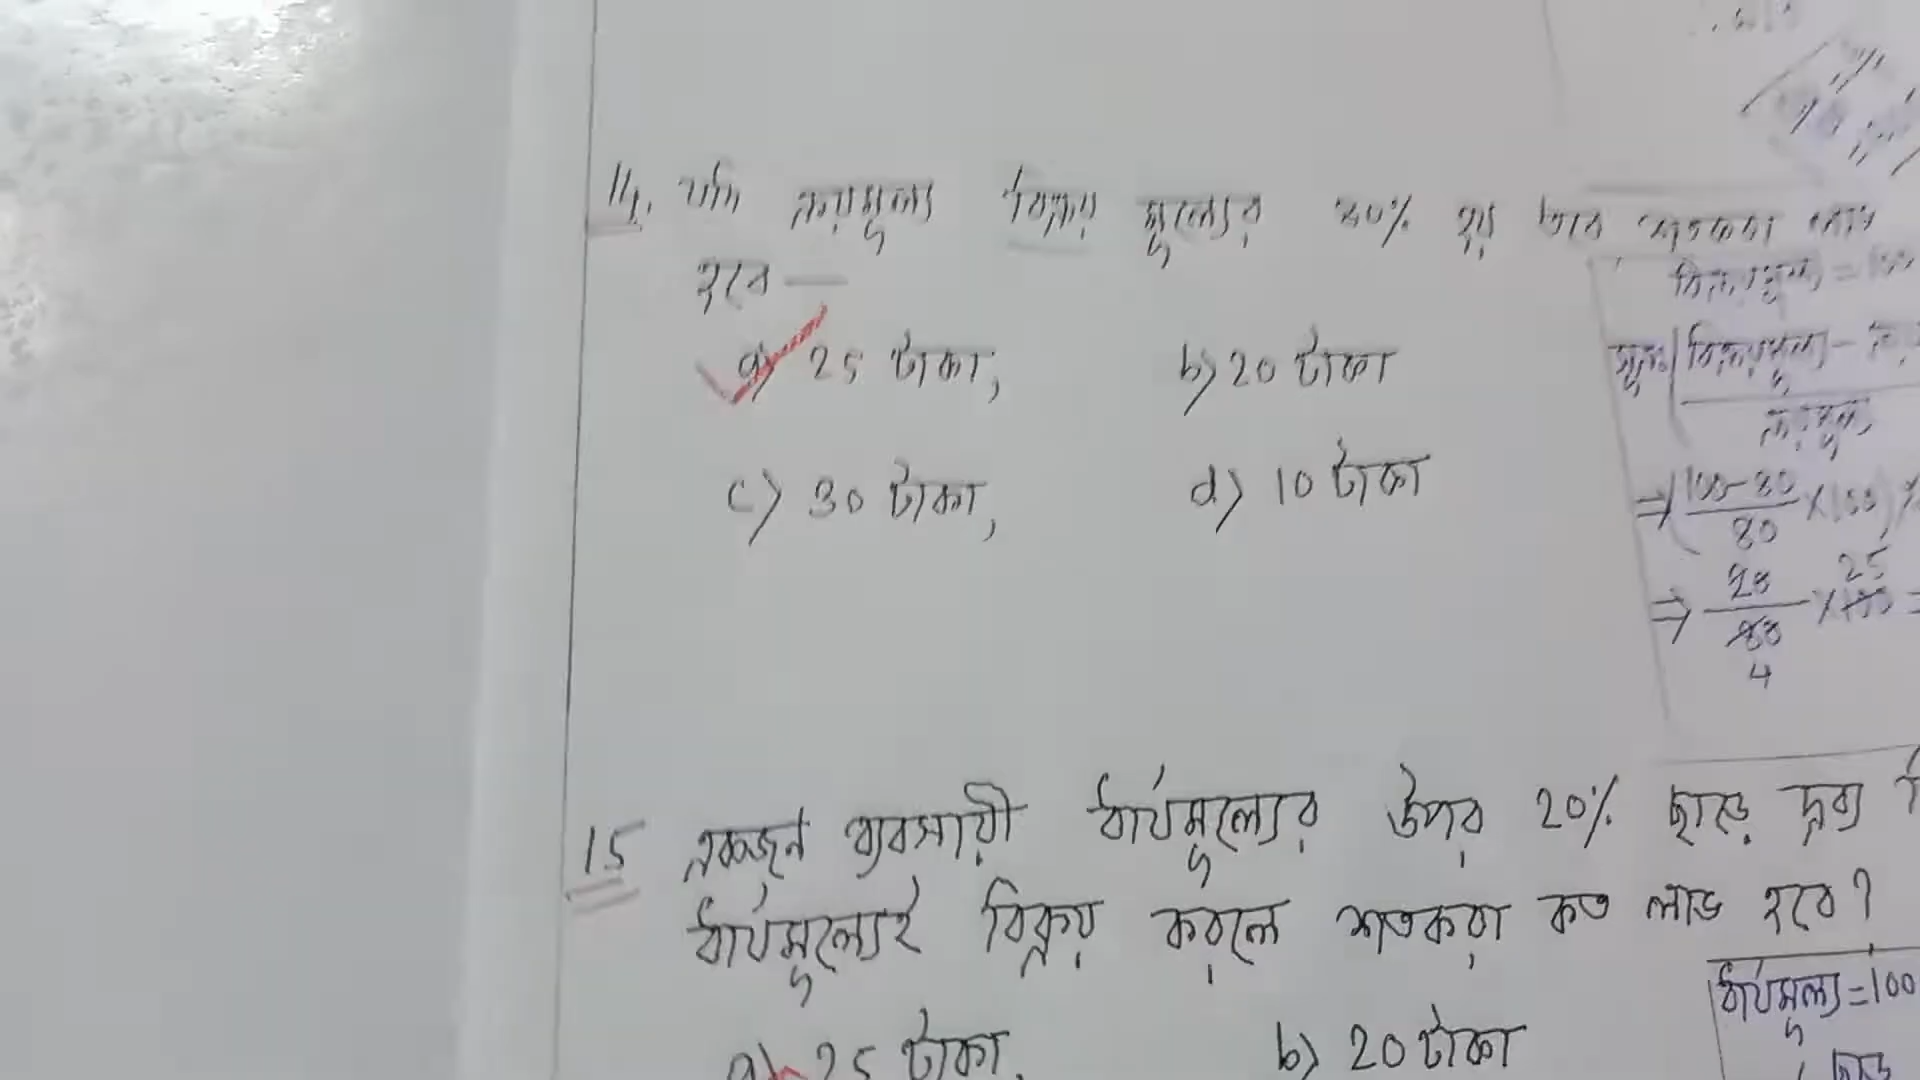 14. যদি ক্রয়মূল্য বিক্রয় মূল্যের 80% হয় তবে শতকরা লাভ
হবে —
a) 25 টাকা, b) 20 টাকা
c) 30 টাকা, d) 10 টাকা
বিক্রয়মূল্য = 100
সূত্রঃ বিক্রয়মূল্য -
ক্রয়মূল্য
⇒ (100-80
80 × 100) %
⇒ 20 25
80 × 100 =
4
15 একজন ব্যবসায়ী ধার্যমূল্যের উপর 20% ছাড়ে দ্রব্য
ধার্যমূল্যেই বিক্রয় করলে শতকরা কত লাভ হবে?
ধার্যমূল্য = 100
a) 25 টাকা, b) 20 টাকা
ছাড়